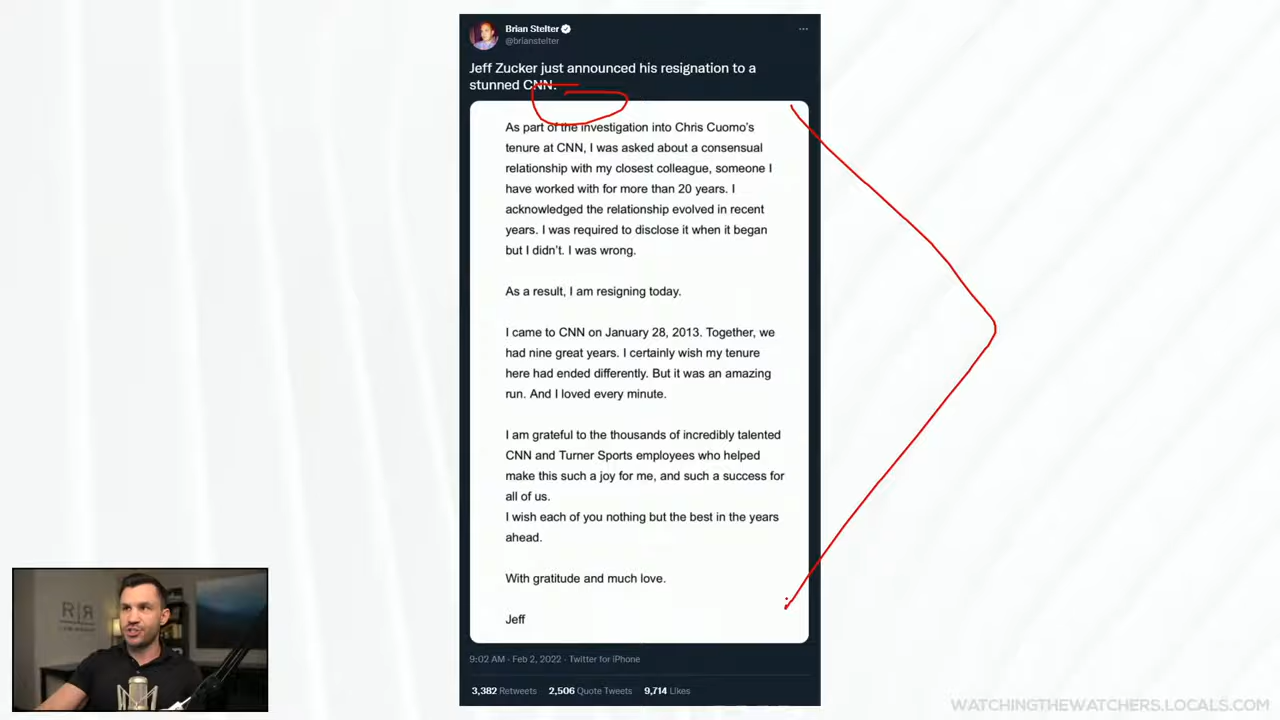 Brian Stelter
@brianstelter
Jeff Zucker just announced his resignation to a
stunned CNN.
As part of the investigation into Chris Cuomo's
tenure at CNN, I was asked about a consensual
relationship with my closest colleague, someone I
have worked with for more than 20 years. I
acknowledged the relationship evolved in recent
years. I was required to disclose it when it began
but I didn't. I was wrong.
As a result, I am resigning today.
I came to CNN on January 28, 2013. Together, we
had nine great years. I certainly wish my tenure
here had ended differently. But it was an amazing
run. And I loved every minute.
I am grateful to the thousands of incredibly talented
CNN and Turner Sports employees who helped
make this such a joy for me, and such a success for
all of us.
I wish each of you nothing but the best in the years
ahead.
With gratitude and much love.
Jeff
9:02 AM · Feb 2, 2022 · Twitter for iPhone
3,382 Retweets 2,506 Quote Tweets 9,714 Likes
R|R
WATCHINGTHEWATCHERS.LOCALS.COM